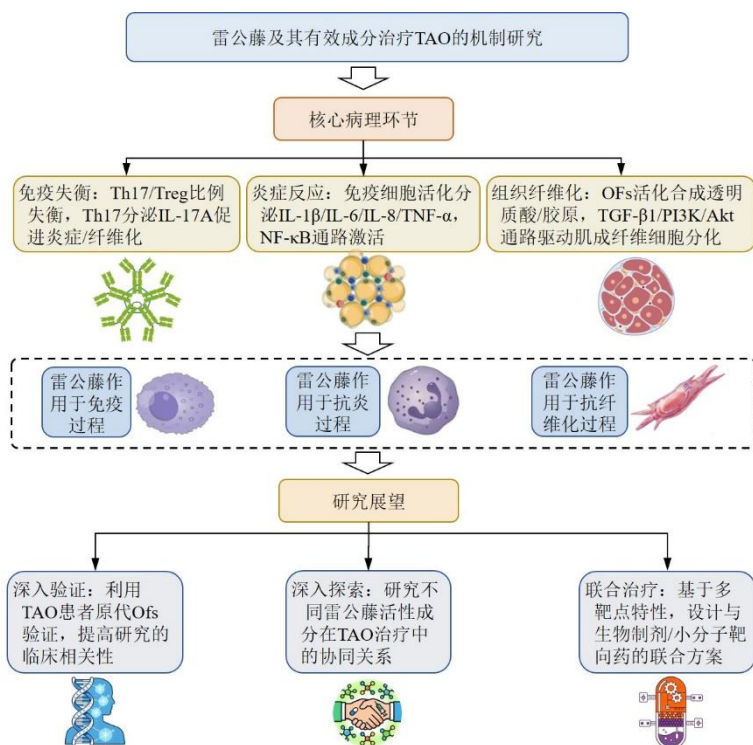 雷公藤及其有效成分治疗TAO的机制研究
核心病理环节
免疫失衡：Th17/Treg比例
失衡，Th17分泌IL-17A促
进炎症/纤维化
炎症反应：免疫细胞活化分
泌IL-1β/IL-6/IL-8/TNF-α，
NF-κB通路激活
组织纤维化：OFs活化合成透明
质酸/胶原，TGF-β1/PI3K/Akt
通路驱动肌成纤维细胞分化
雷公藤作
用于免疫
过程
雷公藤作
用于抗炎
过程
雷公藤作
用于抗纤
维化过程
研究展望
深入验证：利用
TAO患者原代Ofs
验证，提高研究的
临床相关性
深入探索：研究不
同雷公藤活性成
分在TAO治疗中
的协同关系
联合治疗：基于多
靶点特性，设计与
生物制剂/小分子靶
向药的联合方案